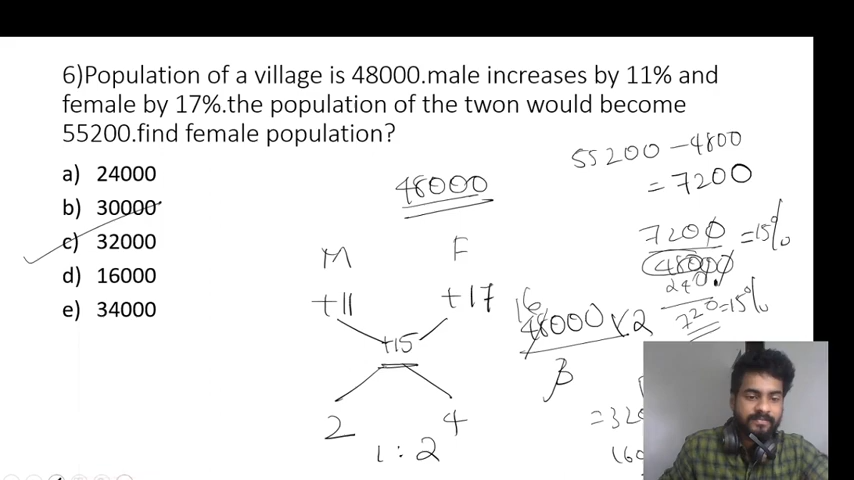 6)Population of a village is 48000.male increases by 11% and
female by 17%.the population of the twon would become
55200.find female population?
a) 24000
b) 30000
c) 32000
d) 16000
e) 34000
55200 - 4800
= 7200
48000
M F
+11 +17
+15
2 4
1 : 2
7200
48000
= 15%
240
720 = 15%
16
48000 × 2
3